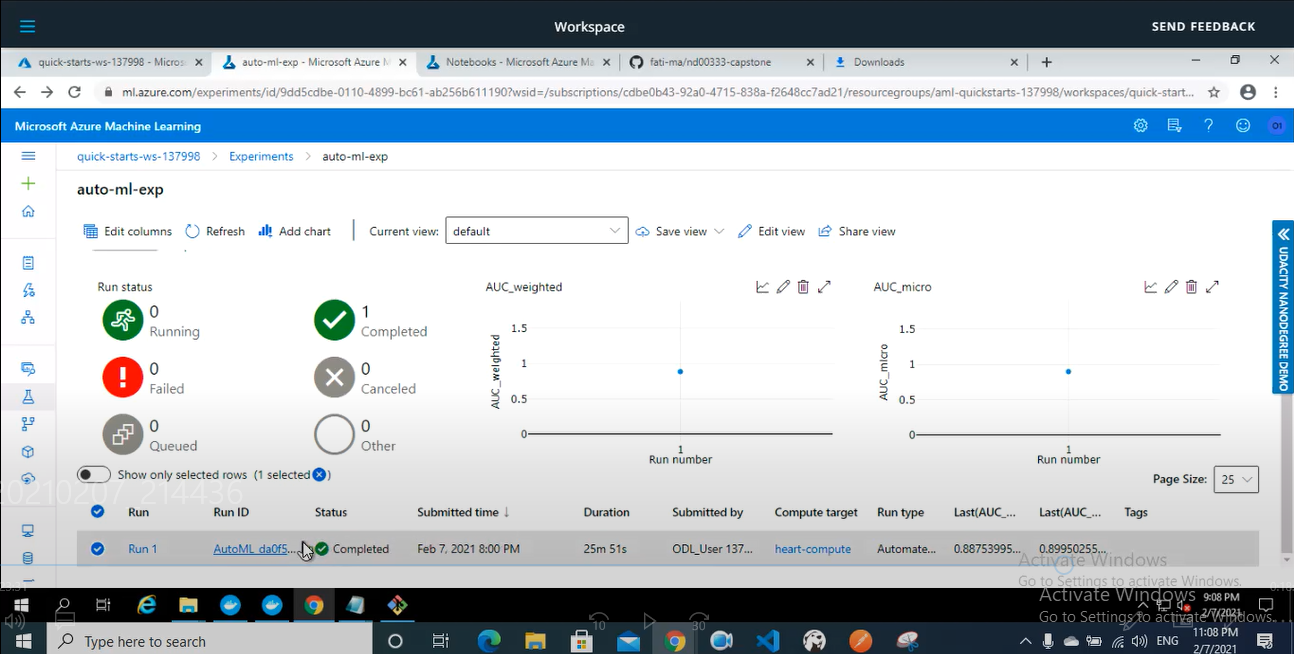 Workspace
SEND FEEDBACK
quick-starts-ws-137998 - Micros
auto-ml-exp - Microsoft Azure M
Notebooks - Microsoft Azure Ma
fati-ma/nd00333-capstone
Downloads
ml.azure.com/experiments/id/9dd5cdbe-0110-4899-bc61-ab256b611190?wsid=/subscriptions/cdbe0b43-92a0-4715-838a-f2648cc7ad21/resourcegroups/aml-quickstarts-137998/workspaces/quick-start...
Microsoft Azure Machine Learning
O1
quick-starts-ws-137998 > Experiments > auto-ml-exp
auto-ml-exp
Edit columns Refresh Add chart Current view: default Save view Edit view Share view
Run status
0 Running
1 Completed
0 Failed
0 Canceled
0 Queued
0 Other
AUC_weighted
AUC_weighted
1.5
1
0.5
0
1
Run number
AUC_micro
AUC_micro
1.5
1
0.5
0
1
Run number
UDACITY NANODEGREE DEMO
Show only selected rows (1 selected )
Page Size: 25
20210207_214436
Run Run ID Status Submitted time ↓ Duration Submitted by Compute target Run type Last(AUC_... Last(AUC_... Tags
Run 1 AutoML_da0f5... Completed Feb 7, 2021 8:00 PM 25m 51s ODL_User 137... heart-compute Automate... 0.88753995... 0.89950255...
Activate Windows
Go to Settings to activate Windows.
Activate Windows
Go to Settings to activate Windows.
9:08 PM
2/7/2021
10
30
Type here to search
ENG
11:08 PM
2/7/2021